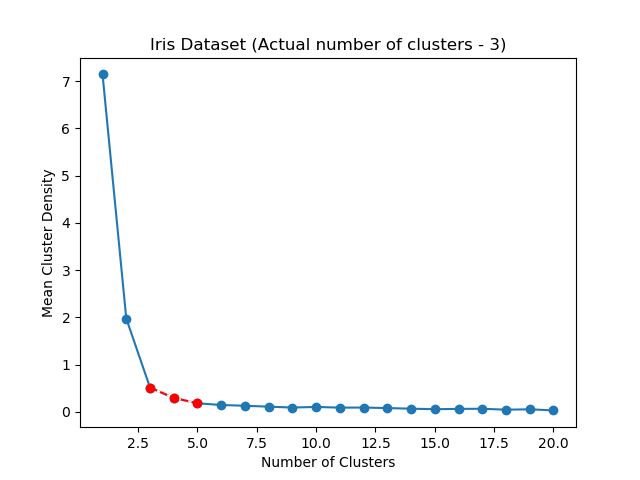 Iris Dataset (Actual number of clusters - 3)
7
6
5
4
3
2
1
0
Mean Cluster Density
2.5 5.0 7.5 10.0 12.5 15.0 17.5 20.0
Number of Clusters